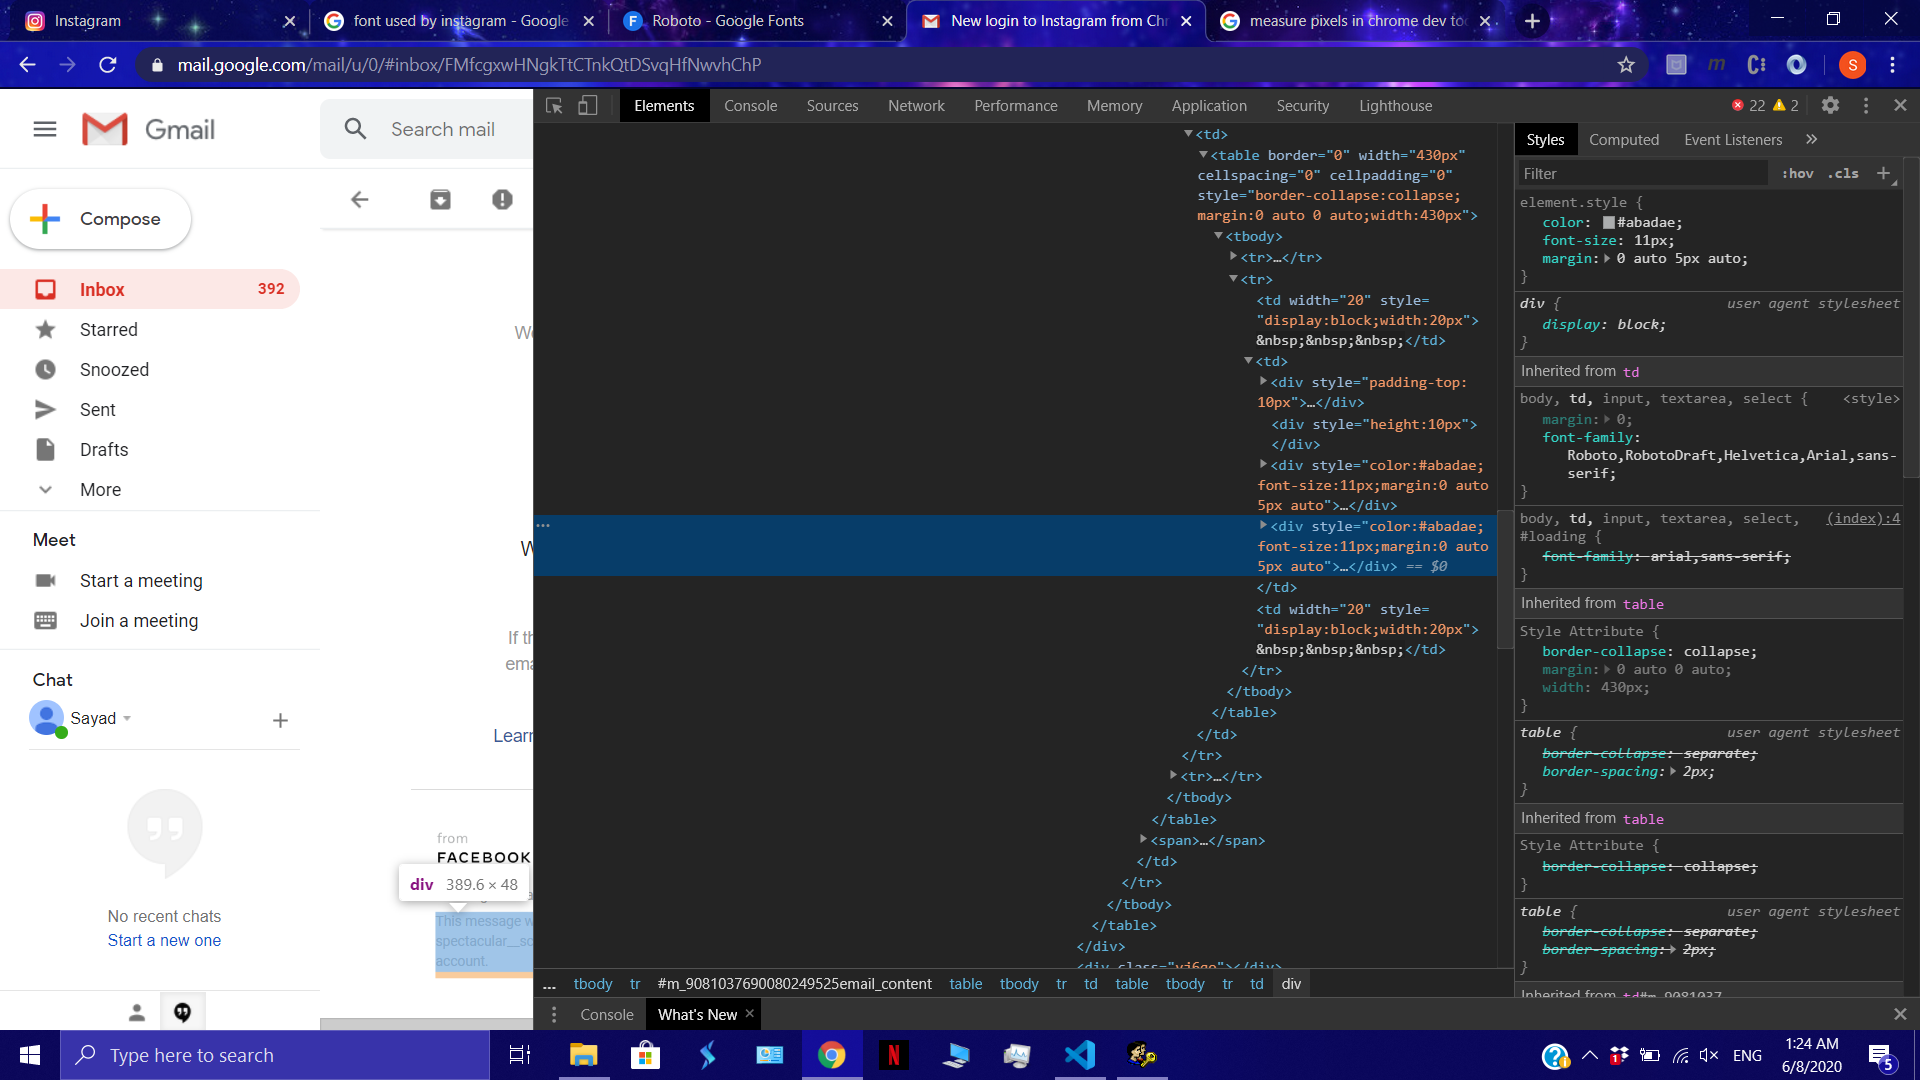 Instagram
font used by instagram - Google
Roboto - Google Fonts
New login to Instagram from Chr
measure pixels in chrome dev too
mail.google.com/mail/u/0/#inbox/FMfcgxwHNgkTtCTnkQtDSvqHfNwvhChP
S
Gmail
Search mail
Compose
Inbox 392
Starred
Snoozed
Sent
Drafts
More
Meet
Start a meeting
Join a meeting
Chat
Sayad
No recent chats
Start a new one
We
W
If th
ema
Learn
from
FACEBOOK
div 389.6 × 48
This message w
spectacular__sc
account.
Elements Console Sources Network Performance Memory Application Security Lighthouse 22 2
<td>
<table border="0" width="430px"
cellspacing="0" cellpadding="0"
style="border-collapse:collapse;
margin:0 auto 0 auto;width:430px">
<tbody>
<tr>…</tr>
<tr>
<td width="20" style=
"display:block;width:20px">
&nbsp;&nbsp;&nbsp;</td>
<td>
<div style="padding-top:
10px">…</div>
<div style="height:10px">
</div>
<div style="color:#abadae;
font-size:11px;margin:0 auto
5px auto">…</div>
<div style="color:#abadae;
font-size:11px;margin:0 auto
5px auto">…</div> == $0
</td>
<td width="20" style=
"display:block;width:20px">
&nbsp;&nbsp;&nbsp;</td>
</tr>
</tbody>
</table>
</td>
</tr>
<tr>…</tr>
</tbody>
</table>
<span>…</span>
</td>
</tr>
</tbody>
</table>
</div>
<div class="yj6qo"></div>
... tbody tr #m_9081037690080249525email_content table tbody tr td table tbody tr td div
Console What's New
Styles Computed Event Listeners
Filter :hov .cls
element.style {
color: #abadae;
font-size: 11px;
margin: 0 auto 5px auto;
}
div { user agent stylesheet
display: block;
}
Inherited from td
body, td, input, textarea, select { <style>
margin: 0;
font-family:
Roboto,RobotoDraft,Helvetica,Arial,sans-
serif;
}
body, td, input, textarea, select, (index):4
#loading {
font-family: arial,sans-serif;
}
Inherited from table
Style Attribute {
border-collapse: collapse;
margin: 0 auto 0 auto;
width: 430px;
}
table { user agent stylesheet
border-collapse: separate;
border-spacing: 2px;
}
Inherited from table
Style Attribute {
border-collapse: collapse;
}
table { user agent stylesheet
border-collapse: separate;
border-spacing: 2px;
}
Inherited from td#m_9081037
Type here to search
ENG
1:24 AM
6/8/2020
5